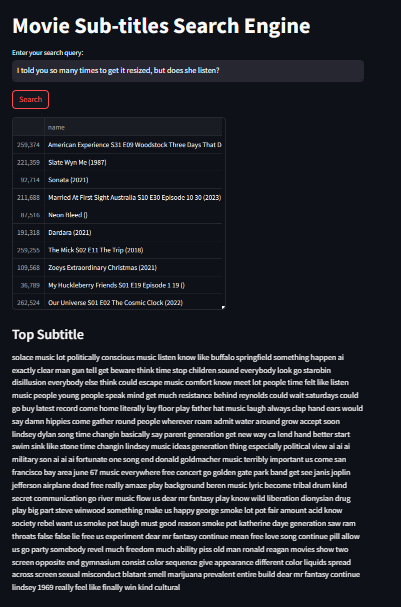 Movie Sub-titles Search Engine
Enter your search query:
I told you so many times to get it resized, but does she listen?
Search
name
259,374 American Experience S31 E09 Woodstock Three Days That D
221,359 Slate Wyn Me (1987)
92,714 Sonata (2021)
211,688 Married At First Sight Australia S10 E30 Episode 10 30 (2023)
87,516 Neon Bleed ()
191,318 Dardara (2021)
259,255 The Mick S02 E11 The Trip (2018)
109,568 Zoeys Extraordinary Christmas (2021)
36,789 My Huckleberry Friends S01 E19 Episode 1 19 ()
262,524 Our Universe S01 E02 The Cosmic Clock (2022)
Top Subtitle
solace music lot politically conscious music listen know like buffalo springfield something happen ai
exactly clear man gun tell get beware think time stop children sound everybody look go starobin
disillusion everybody else think could escape music comfort know meet lot people time felt like listen
music people young people speak mind get much resistance behind reynolds could wait saturdays could
go buy latest record come home literally lay floor play father hat music laugh always clap hand ears would
say damn hippies come gather round people wherever roam admit water around grow accept soon
lindsey dylan song time changin basically say parent generation get new way ca lend hand better start
swim sink like stone time changin lindsey music ideas generation thing especially political view ai ai ai
military son ai ai ai fortunate one song end donald goldmacher music terribly important us come san
francisco bay area june 67 music everywhere free concert go golden gate park band get see janis joplin
jefferson airplane dead free really amaze play background beren music lyric become tribal drum kind
secret communication go river music flow us dear mr fantasy play know wild liberation dionysian drug
play big part steve winwood something make us happy george smoke lot pot fair amount acid know
society rebel want us smoke pot laugh must good reason smoke pot katherine daye generation saw ram
throats false false lie free us experiment dear mr fantasy continue mean free love song continue pill allow
us go party somebody revel much freedom much ability piss old man ronald reagan movies show two
screen opposite end gymnasium consist color sequence give appearance different color liquids spread
across screen sexual misconduct blatant smell marijuana prevalent entire build dear mr fantasy continue
lindsey 1969 really feel like finally win kind cultural